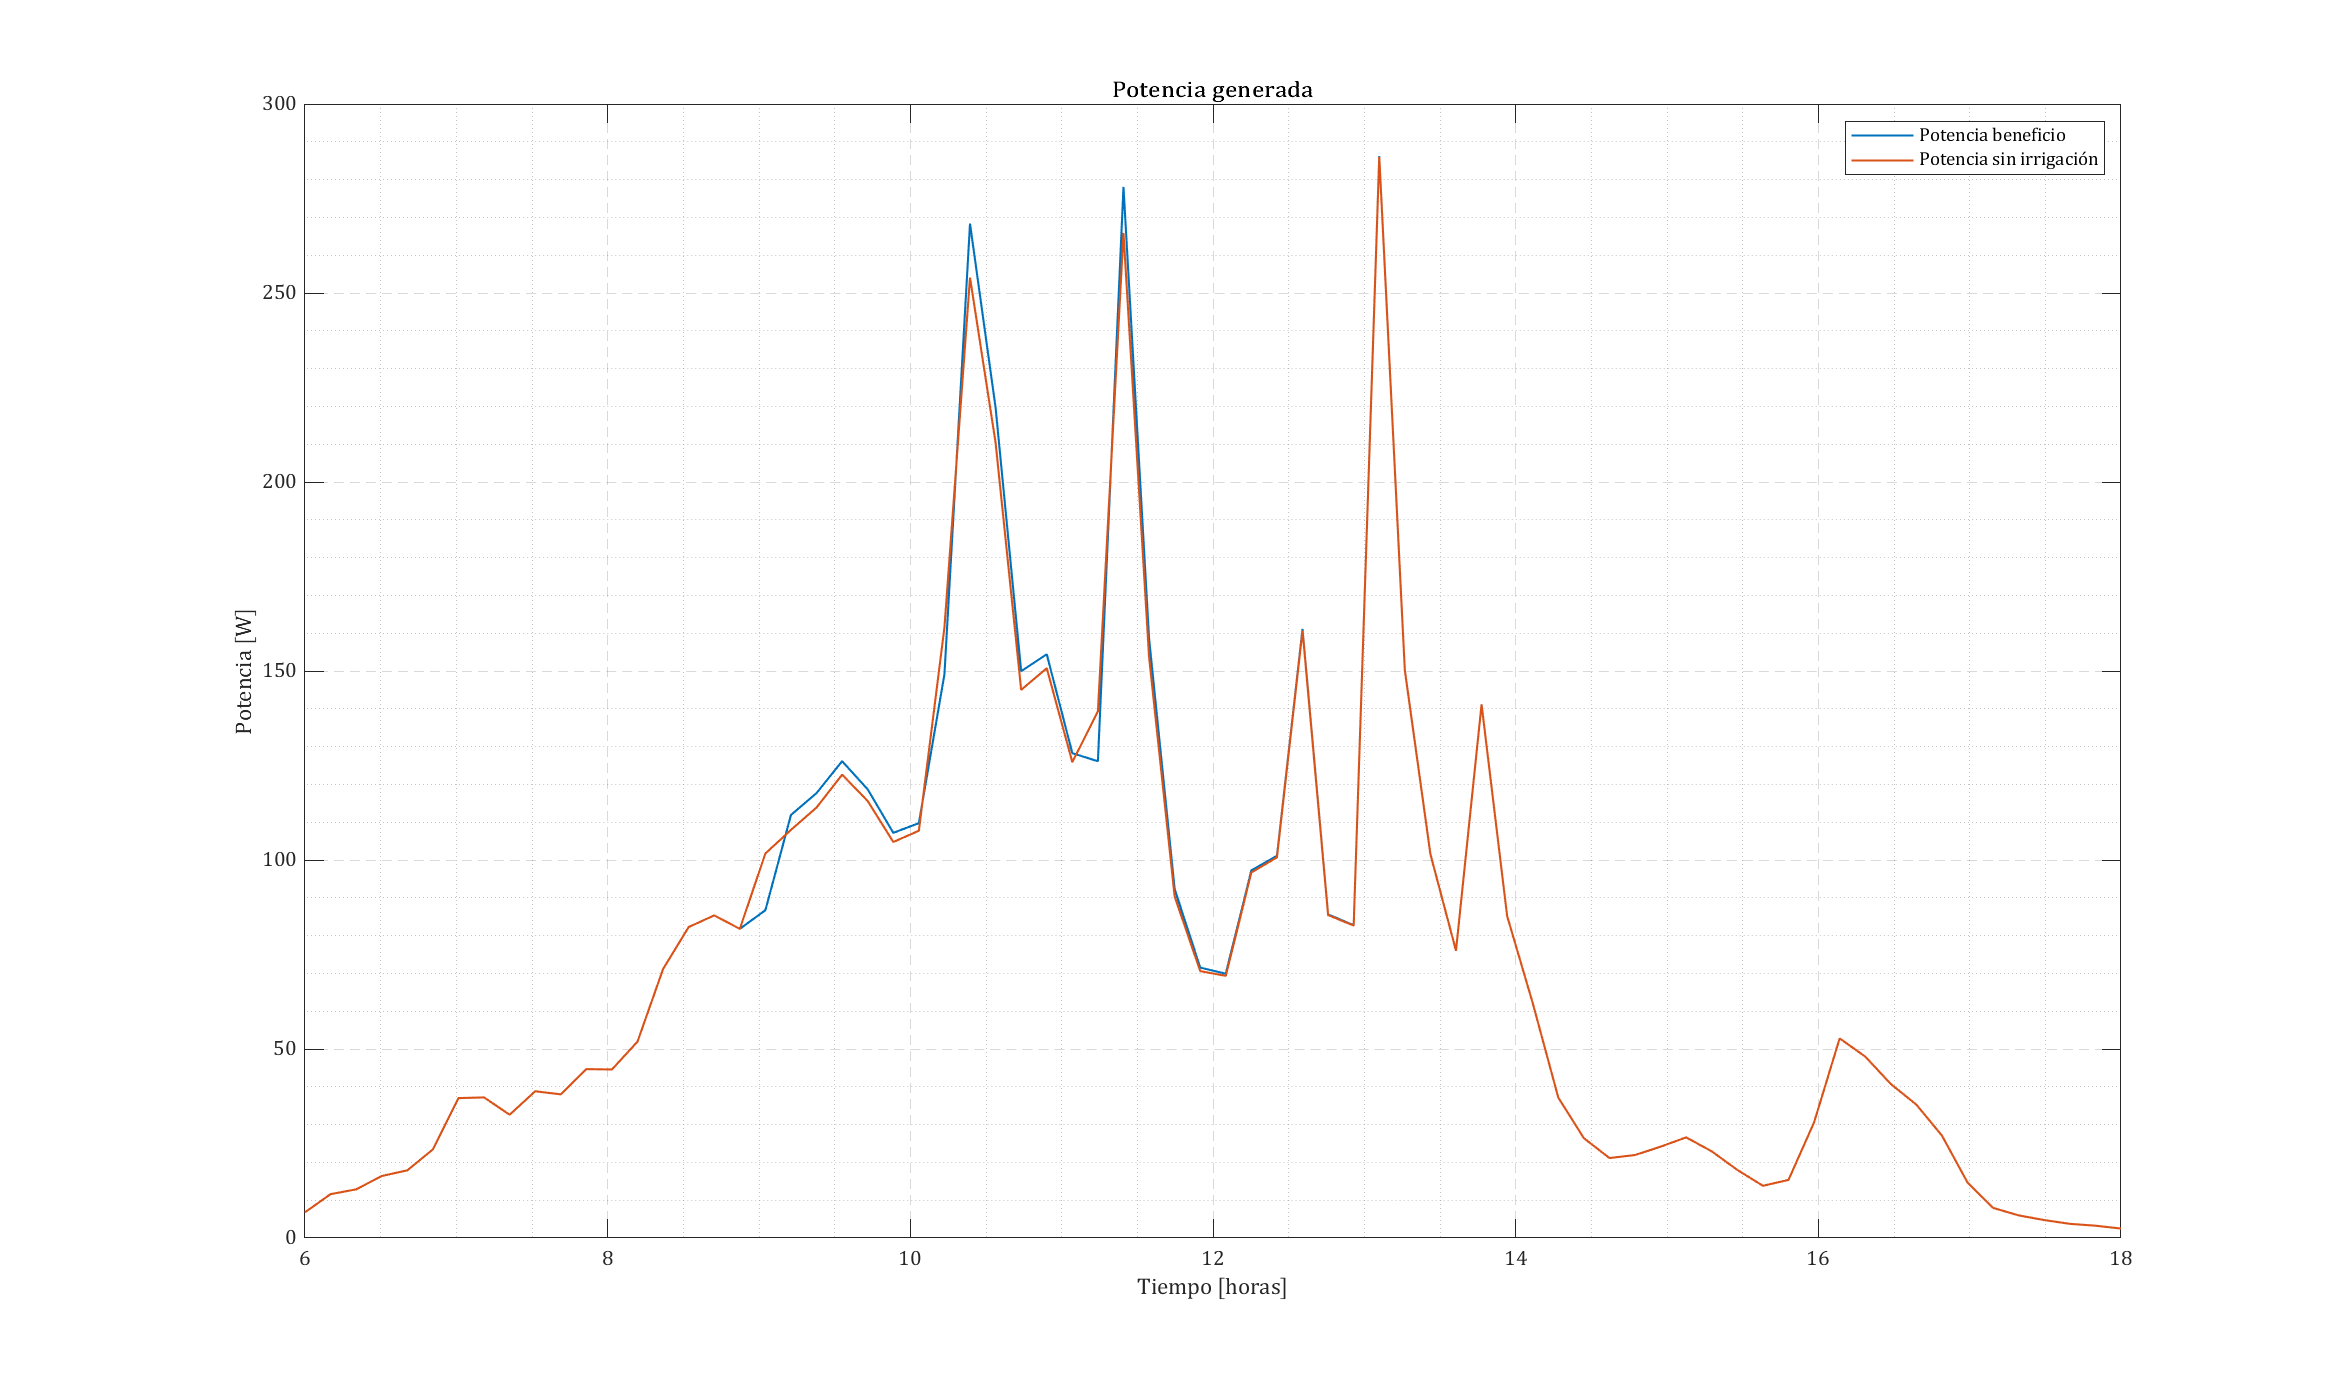 Potencia generada
300
250
200
150
100
50
0
Potencia [W]
Potencia beneficio
Potencia sin irrigación
6 8 10 12 14 16 18
Tiempo [horas]